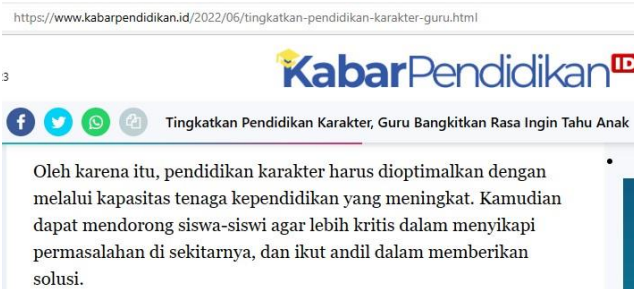 https://www.kabarpendidikan.id/2022/06/tingkatkan-pendidikan-karakter-guru.html
KabarPendidikan ID
Tingkatkan Pendidikan Karakter, Guru Bangkitkan Rasa Ingin Tahu Anak
Oleh karena itu, pendidikan karakter harus dioptimalkan dengan
melalui kapasitas tenaga kependidikan yang meningkat. Kamudian
dapat mendorong siswa-siswi agar lebih kritis dalam menyikapi
permasalahan di sekitarnya, dan ikut andil dalam memberikan
solusi.